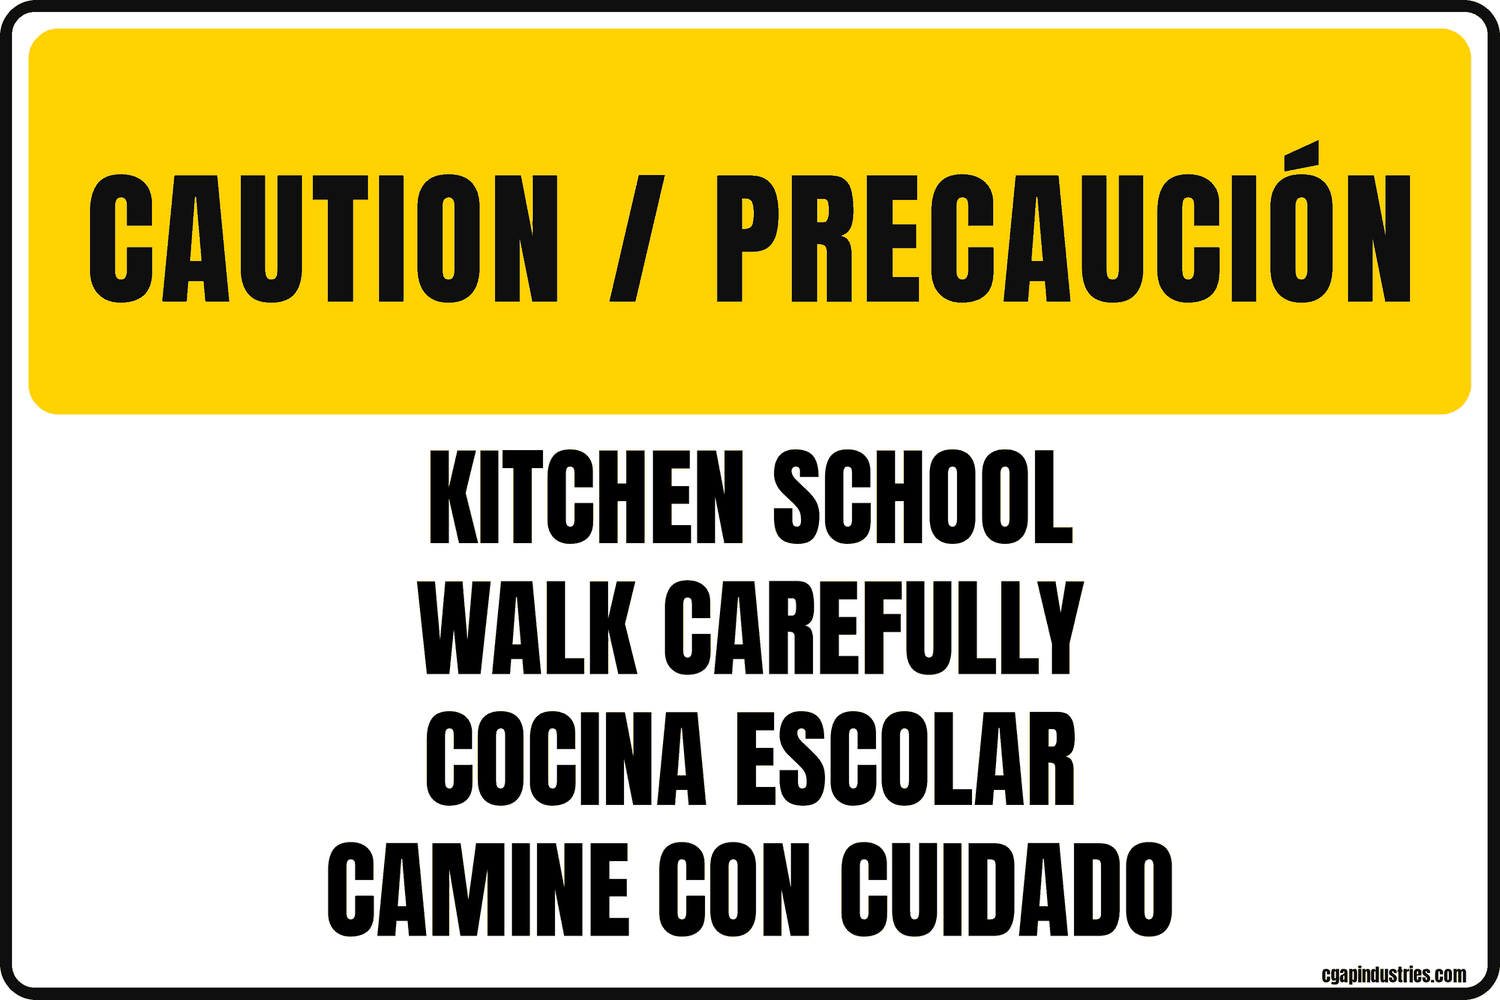 CAUTION / PRECAUCIÓN
KITCHEN SCHOOL
WALK CAREFULLY
COCINA ESCOLAR
CAMINE CON CUIDADO
cgapindustries.com